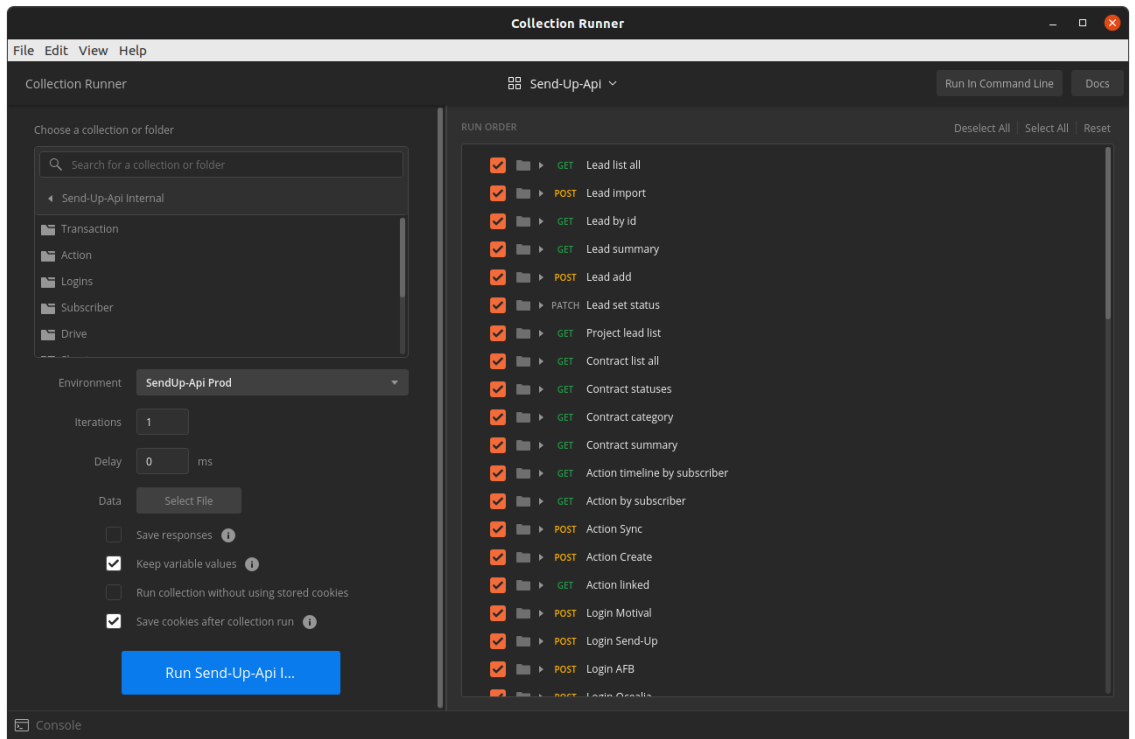 Collection Runner
File Edit View Help
Collection Runner
Send-Up-Api
Run In Command Line
Docs
Choose a collection or folder
Search for a collection or folder
Send-Up-Api Internal
Transaction
Action
Logins
Subscriber
Drive
Environment SendUp-Api Prod
Iterations 1
Delay 0 ms
Data Select File
Save responses
Keep variable values
Run collection without using stored cookies
Save cookies after collection run
Run Send-Up-Api I...
RUN ORDER
Deselect All Select All Reset
GET Lead list all
POST Lead import
GET Lead by id
GET Lead summary
POST Lead add
PATCH Lead set status
GET Project lead list
GET Contract list all
GET Contract statuses
GET Contract category
GET Contract summary
GET Action timeline by subscriber
GET Action by subscriber
POST Action Sync
POST Action Create
GET Action linked
POST Login Motival
POST Login Send-Up
POST Login AFB
POST Login
Console